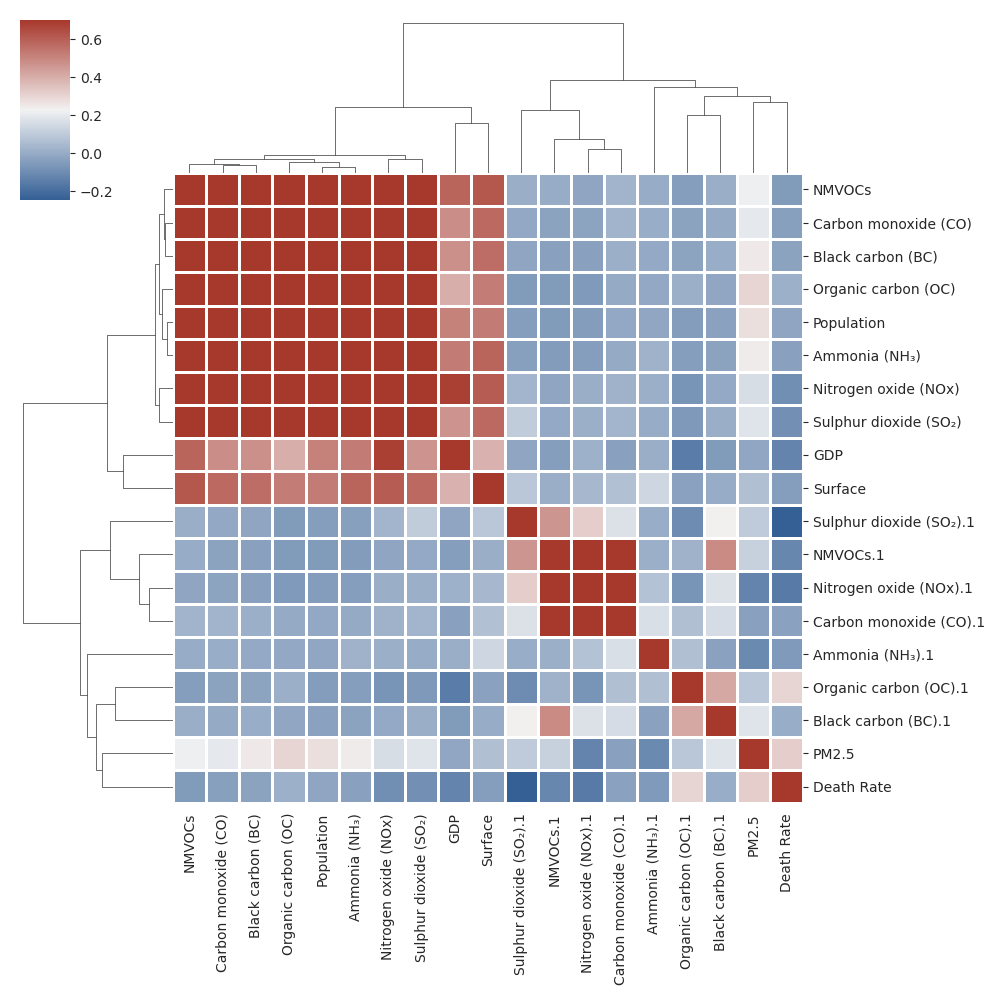 0.6
0.4
0.2
0.0
−0.2
NMVOCs
Carbon monoxide (CO)
Black carbon (BC)
Organic carbon (OC)
Population
Ammonia (NH₃)
Nitrogen oxide (NOx)
Sulphur dioxide (SO₂)
GDP
Surface
Sulphur dioxide (SO₂).1
NMVOCs.1
Nitrogen oxide (NOx).1
Carbon monoxide (CO).1
Ammonia (NH₃).1
Organic carbon (OC).1
Black carbon (BC).1
PM2.5
Death Rate
NMVOCs
Carbon monoxide (CO)
Black carbon (BC)
Organic carbon (OC)
Population
Ammonia (NH₃)
Nitrogen oxide (NOx)
Sulphur dioxide (SO₂)
GDP
Surface
Sulphur dioxide (SO₂).1
NMVOCs.1
Nitrogen oxide (NOx).1
Carbon monoxide (CO).1
Ammonia (NH₃).1
Organic carbon (OC).1
Black carbon (BC).1
PM2.5
Death Rate